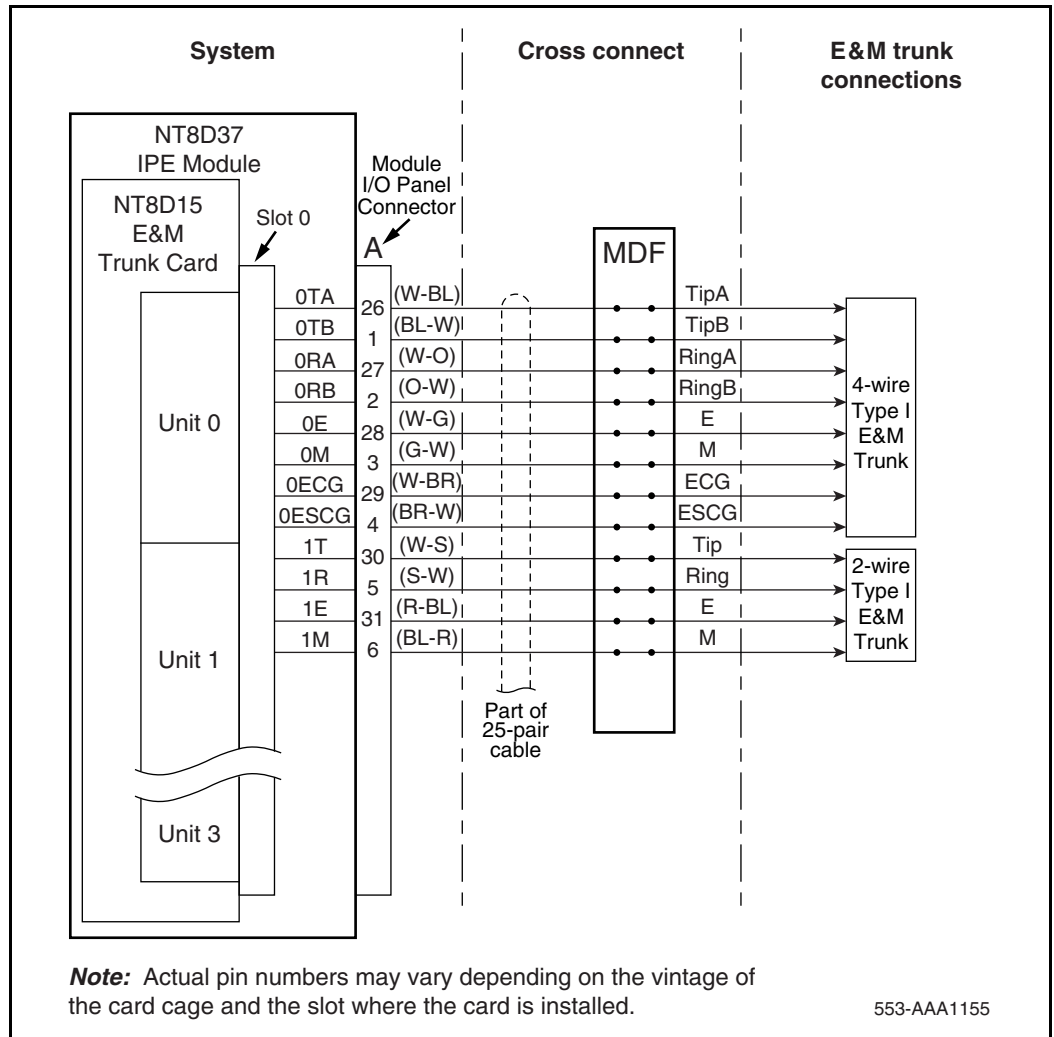 System
Cross connect
E&M trunk
connections
NT8D37
IPE Module
Module
I/O Panel
Connector
NT8D15
E&M
Trunk Card
Slot 0
A
MDF
0TA 26 (W-BL) TipA
0TB 1 (BL-W) TipB
0RA 27 (W-O) RingA
0RB 2 (O-W) RingB
0E 28 (W-G) E
0M 3 (G-W) M
0ECG 29 (W-BR) ECG
0ESCG 4 (BR-W) ESCG
1T 30 (W-S) Tip
1R 5 (S-W) Ring
1E 31 (R-BL) E
1M 6 (BL-R) M
Unit 0
Unit 1
Unit 3
4-wire
Type I
E&M
Trunk
2-wire
Type I
E&M
Trunk
Part of
25-pair
cable
Note: Actual pin numbers may vary depending on the vintage of
the card cage and the slot where the card is installed.
553-AAA1155